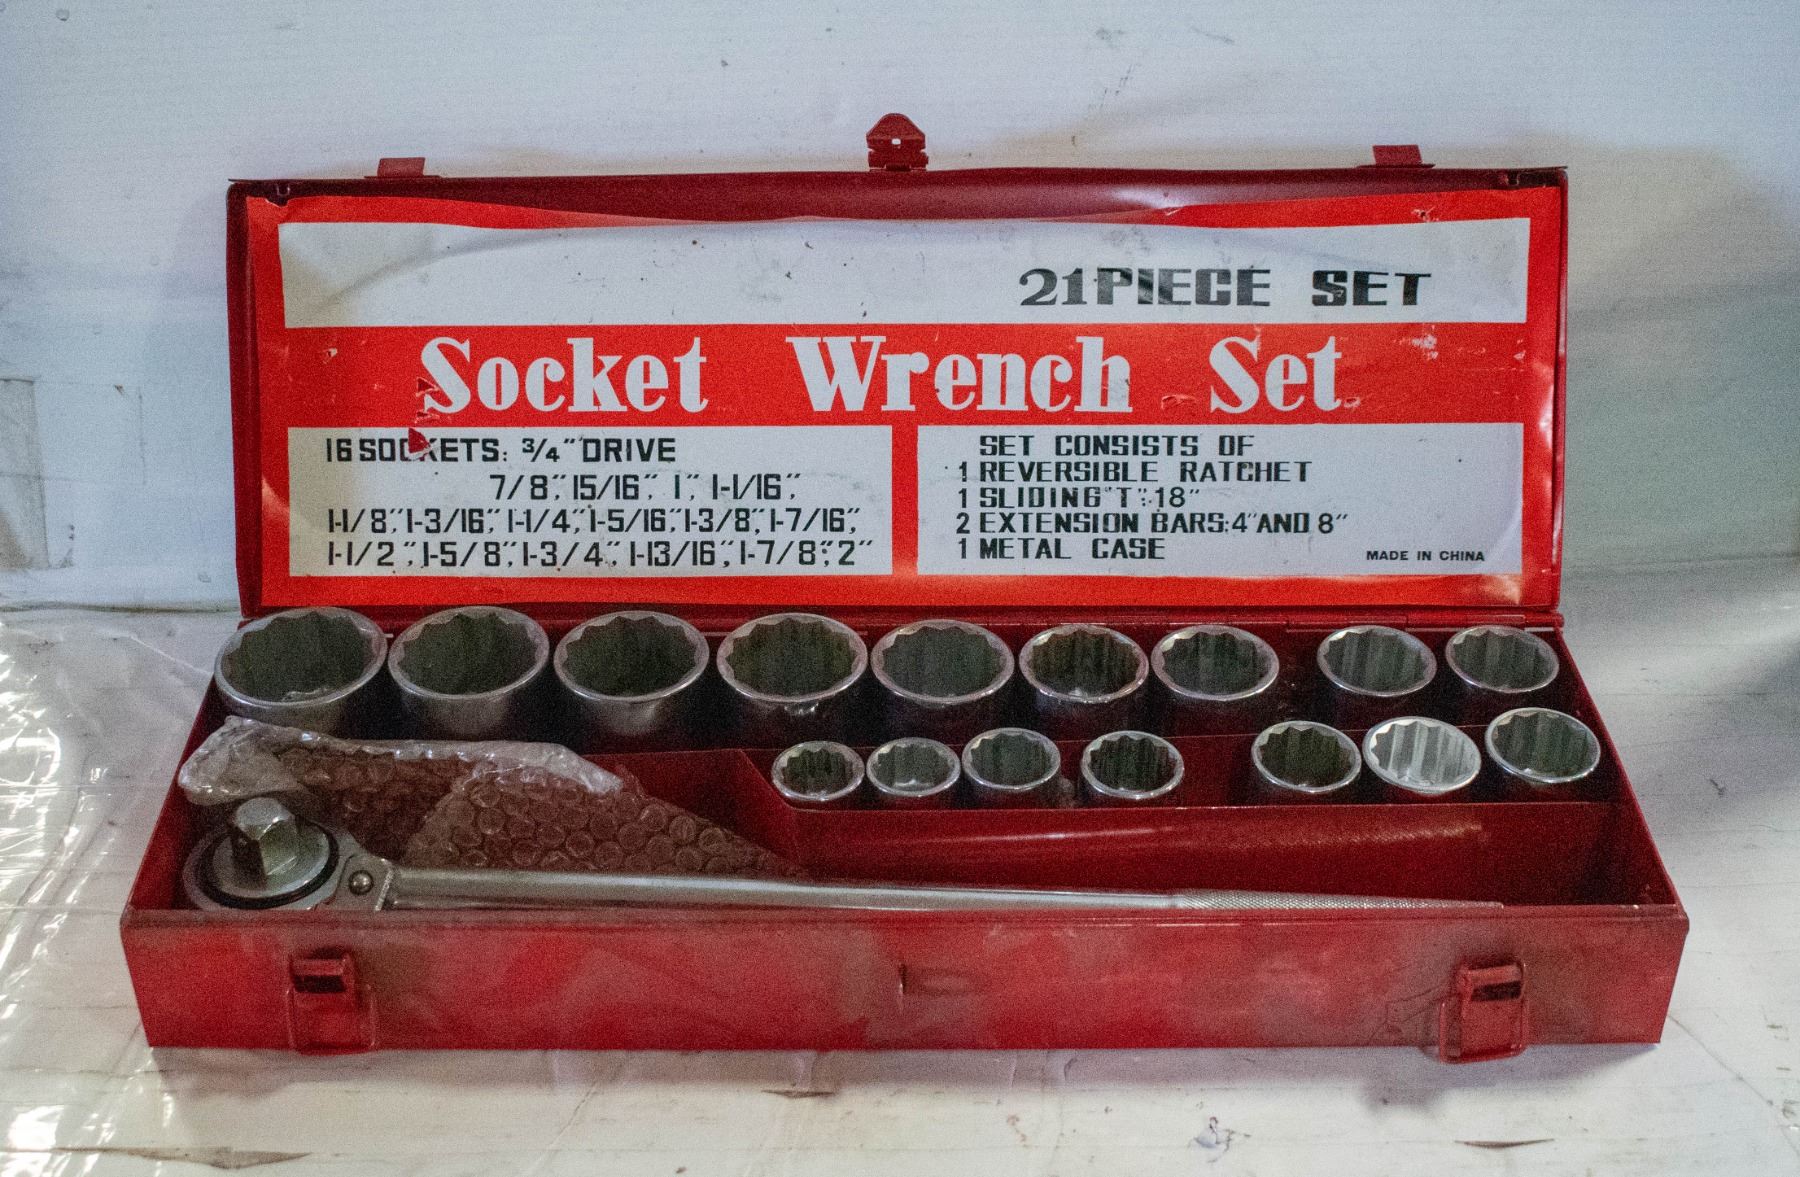 21 PIECE SET
Socket Wrench Set
16 SOCKETS: 3/4" DRIVE
7/8", 15/16", 1", 1-1/16",
1-1/8", 1-3/16", 1-1/4", 1-5/16", 1-3/8", 1-7/16",
1-1/2", 1-5/8", 1-3/4", 1-13/16", 1-7/8", 2"
SET CONSISTS OF
1 REVERSIBLE RATCHET
1 SLIDING "T": 18"
2 EXTENSION BARS: 4" AND 8"
1 METAL CASE
MADE IN CHINA